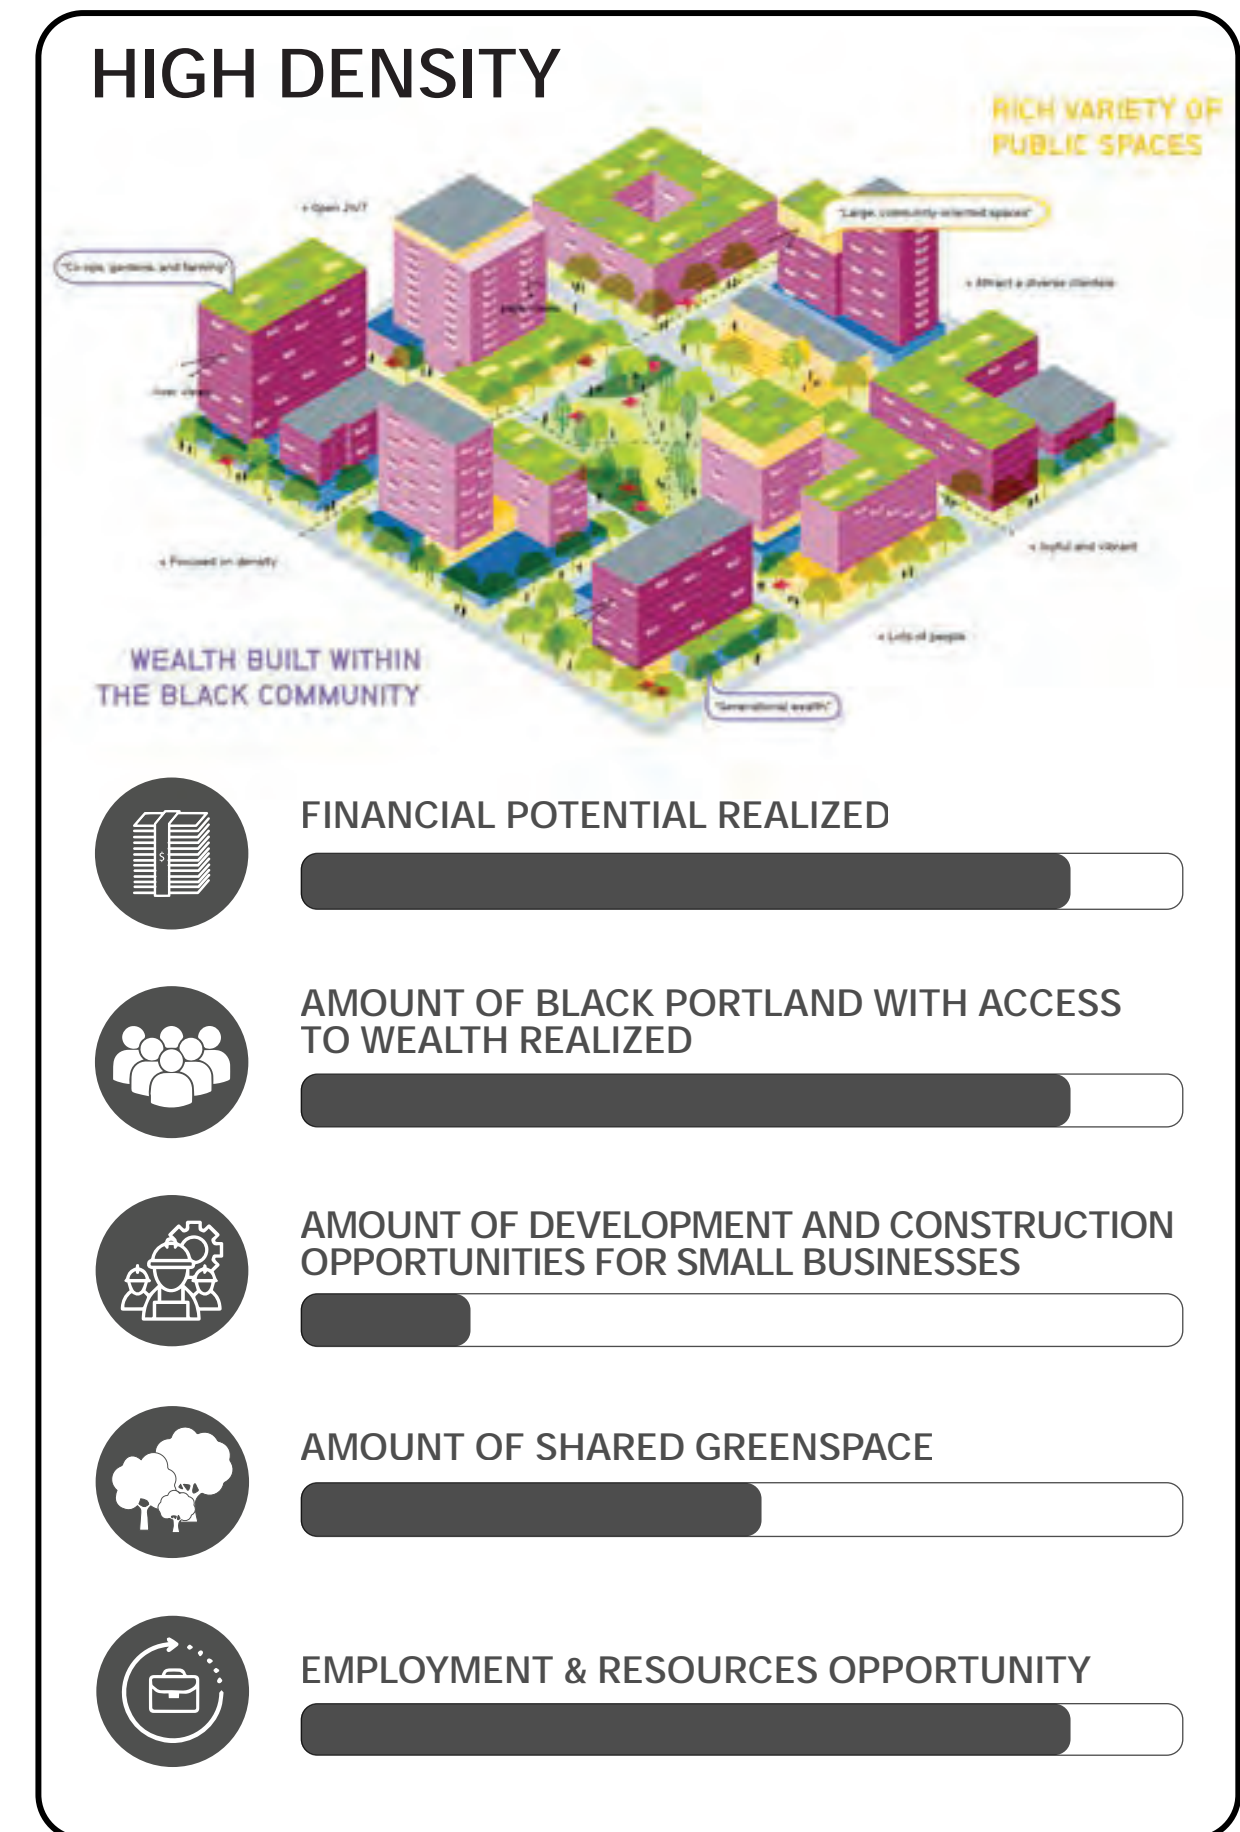 HIGH DENSITY
RICH VARIETY OF
PUBLIC SPACES
+ Open 24/7
"Large, community-oriented spaces"
"Co-ops, gardens, and farming"
+ Attract a diverse clientele
+ Focused on density
+ Joyful and vibrant
+ Lots of people
WEALTH BUILT WITHIN
THE BLACK COMMUNITY
"Generational wealth"
$
FINANCIAL POTENTIAL REALIZED
AMOUNT OF BLACK PORTLAND WITH ACCESS
TO WEALTH REALIZED
AMOUNT OF DEVELOPMENT AND CONSTRUCTION
OPPORTUNITIES FOR SMALL BUSINESSES
AMOUNT OF SHARED GREENSPACE
EMPLOYMENT & RESOURCES OPPORTUNITY